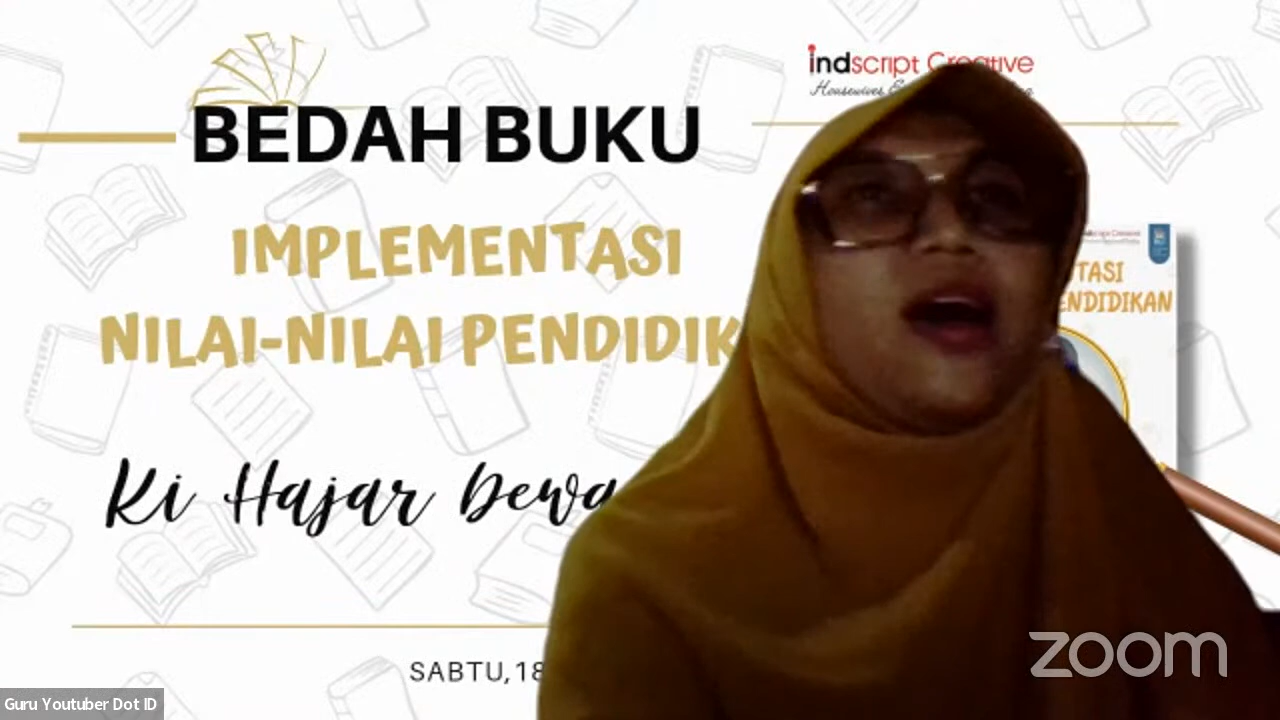 indscript Creative
Housewives
BEDAH BUKU
IMPLEMENTASI
NILAI-NILAI PENDIDIK
Ki Hajar Dewa
TASI
ENDIDIKAN
SABTU,18
zoom
Guru Youtuber Dot ID